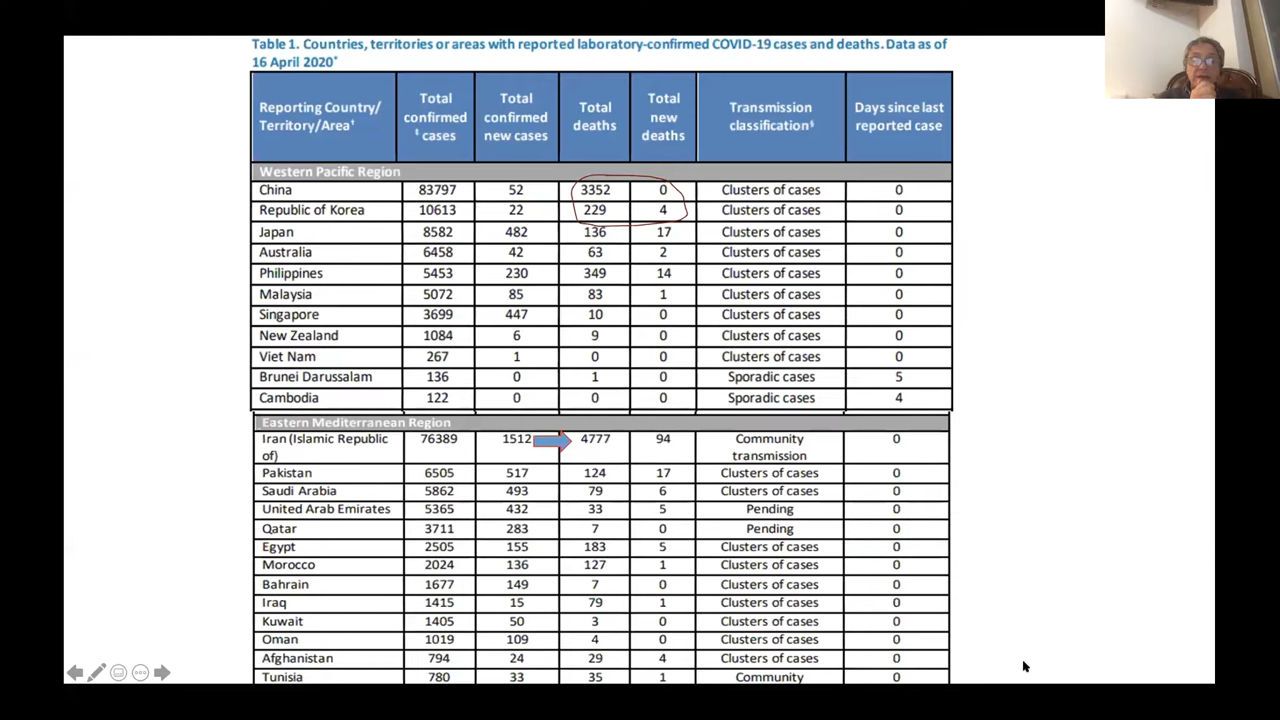 Table 1. Countries, territories or areas with reported laboratory-confirmed COVID-19 cases and deaths. Data as of
16 April 2020*
Reporting Country/
Territory/Area†
Total
confirmed
‡ cases
Total
confirmed
new cases
Total
deaths
Total
new
deaths
Transmission
classification§
Days since last
reported case
Western Pacific Region
China 83797 52 3352 0 Clusters of cases 0
Republic of Korea 10613 22 229 4 Clusters of cases 0
Japan 8582 482 136 17 Clusters of cases 0
Australia 6458 42 63 2 Clusters of cases 0
Philippines 5453 230 349 14 Clusters of cases 0
Malaysia 5072 85 83 1 Clusters of cases 0
Singapore 3699 447 10 0 Clusters of cases 0
New Zealand 1084 6 9 0 Clusters of cases 0
Viet Nam 267 1 0 0 Clusters of cases 0
Brunei Darussalam 136 0 1 0 Sporadic cases 5
Cambodia 122 0 0 0 Sporadic cases 4
Eastern Mediterranean Region
Iran (Islamic Republic 76389 1512 4777 94 Community 0
of) transmission
Pakistan 6505 517 124 17 Clusters of cases 0
Saudi Arabia 5862 493 79 6 Clusters of cases 0
United Arab Emirates 5365 432 33 5 Pending 0
Qatar 3711 283 7 0 Pending 0
Egypt 2505 155 183 5 Clusters of cases 0
Morocco 2024 136 127 1 Clusters of cases 0
Bahrain 1677 149 7 0 Clusters of cases 0
Iraq 1415 15 79 1 Clusters of cases 0
Kuwait 1405 50 3 0 Clusters of cases 0
Oman 1019 109 4 0 Clusters of cases 0
Afghanistan 794 24 29 4 Clusters of cases 0
Tunisia 780 33 35 1 Community 0